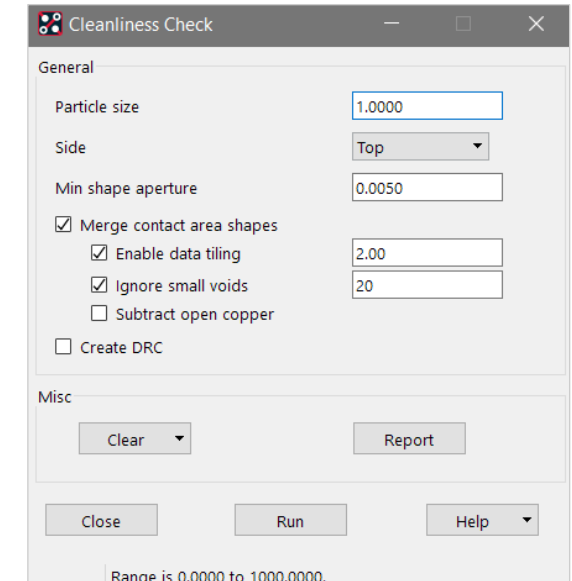 Cleanliness Check
General
Particle size 1.0000
Side Top
Min shape aperture 0.0050
Merge contact area shapes
Enable data tiling 2.00
Ignore small voids 20
Subtract open copper
Create DRC
Misc
Clear Report
Close Run Help
Range is 0.0000 to 1000.0000.